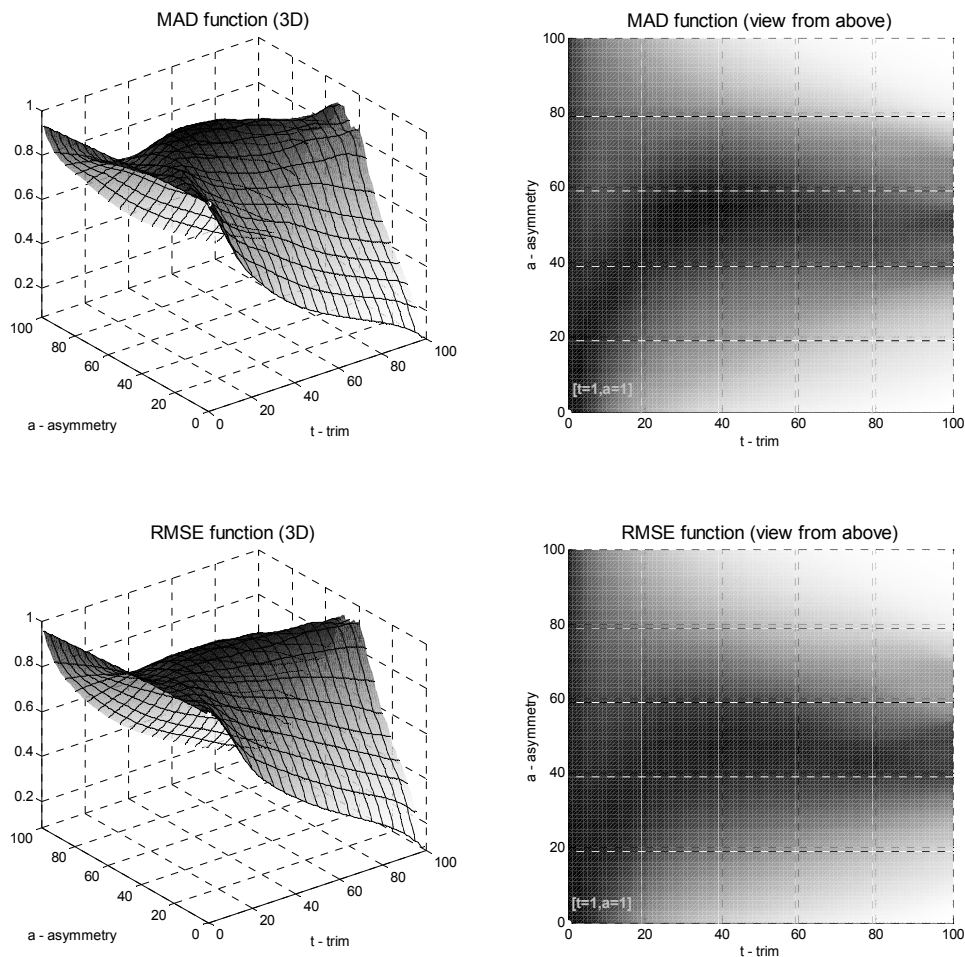 MAD function (3D)
1
0.8
0.6
0.4
0.2
100
80
60
40
20
0
0
20
40
60
80
100
a - asymmetry
t - trim
MAD function (view from above)
100
80
60
40
20
0
a - asymmetry
[t=1,a=1]
0 20 40 60 80 100
t - trim
RMSE function (3D)
1
0.8
0.6
0.4
0.2
100
80
60
40
20
0
0
20
40
60
80
100
a - asymmetry
t - trim
RMSE function (view from above)
100
80
60
40
20
0
a - asymmetry
[t=1,a=1]
0 20 40 60 80 100
t - trim